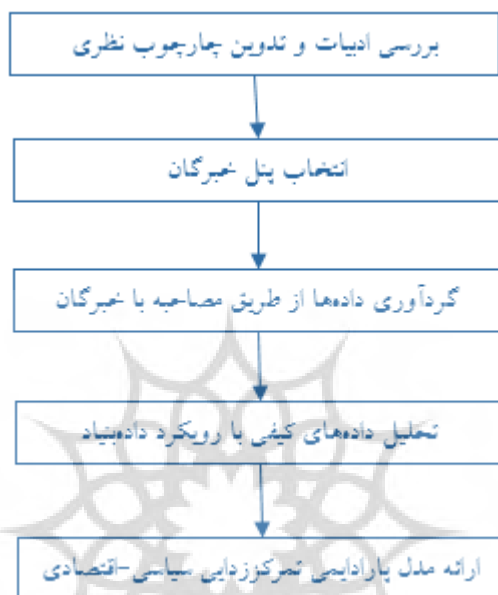 بررسی ادبیات و تدوین چارچوب نظری
انتخاب پنل خبرگان
گردآوری داده‌ها از طریق مصاحبه با خبرگان
تحلیل داده‌های کیفی با رویکرد داده‌بنیاد
ارائه مدل پارادایمی تمرکززدایی سیاسی-اقتصادی